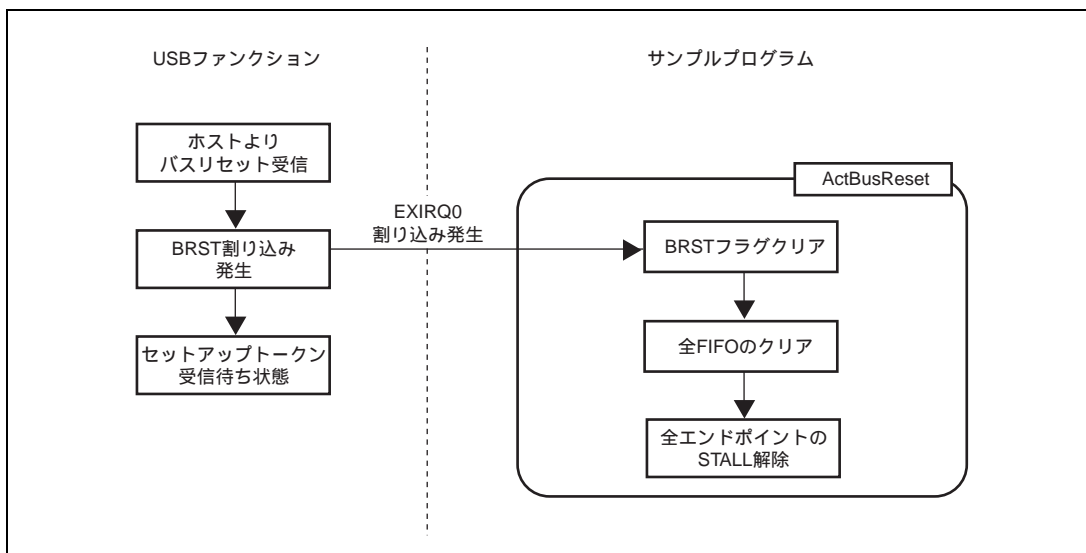 USBファンクション
サンプルプログラム
ホストより
バスリセット受信
ActBusReset
EXIRQ0
割り込み発生
BRST割り込み
発生
BRSTフラグクリア
セットアップトークン
受信待ち状態
全FIFOのクリア
全エンドポイントの
STALL解除